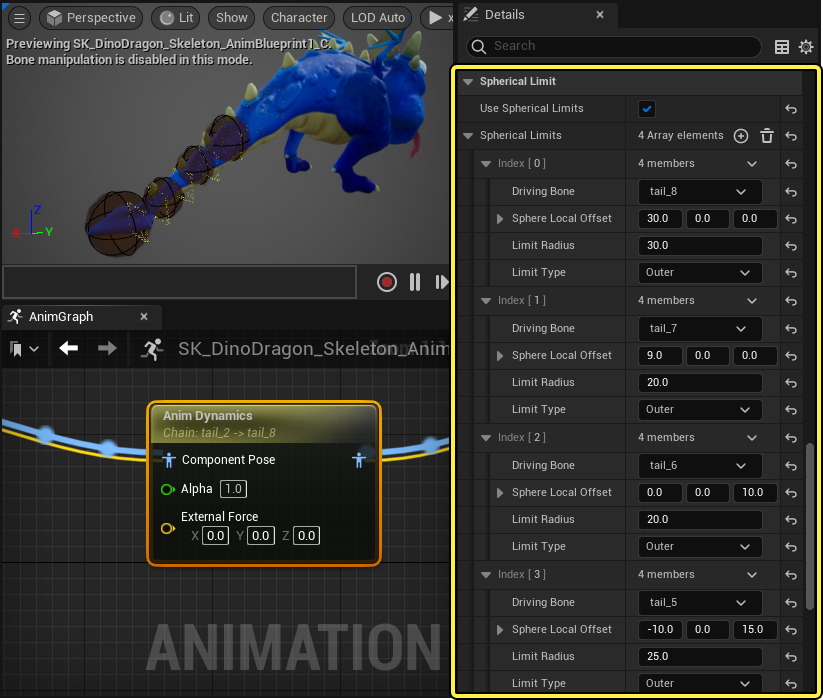 Perspective Lit Show Character LOD Auto x
Previewing SK_DinoDragon_Skeleton_AnimBlueprint1_C.
Bone manipulation is disabled in this mode.
Z
X
Y
AnimGraph ×
SK_DinoDragon_Skeleton_Anim
Anim Dynamics
Chain: tail_2 -> tail_8
Component Pose
Alpha 1.0
External Force
X 0.0 Y 0.0 Z 0.0
ANIMATION
Details ×
Search
Spherical Limit
Use Spherical Limits
Spherical Limits 4 Array elements
Index [ 0 ] 4 members
Driving Bone tail_8
Sphere Local Offset 30.0 0.0 0.0
Limit Radius 30.0
Limit Type Outer
Index [ 1 ] 4 members
Driving Bone tail_7
Sphere Local Offset 9.0 0.0 0.0
Limit Radius 20.0
Limit Type Outer
Index [ 2 ] 4 members
Driving Bone tail_6
Sphere Local Offset 0.0 0.0 10.0
Limit Radius 20.0
Limit Type Outer
Index [ 3 ] 4 members
Driving Bone tail_5
Sphere Local Offset -10.0 0.0 15.0
Limit Radius 25.0
Limit Type Outer